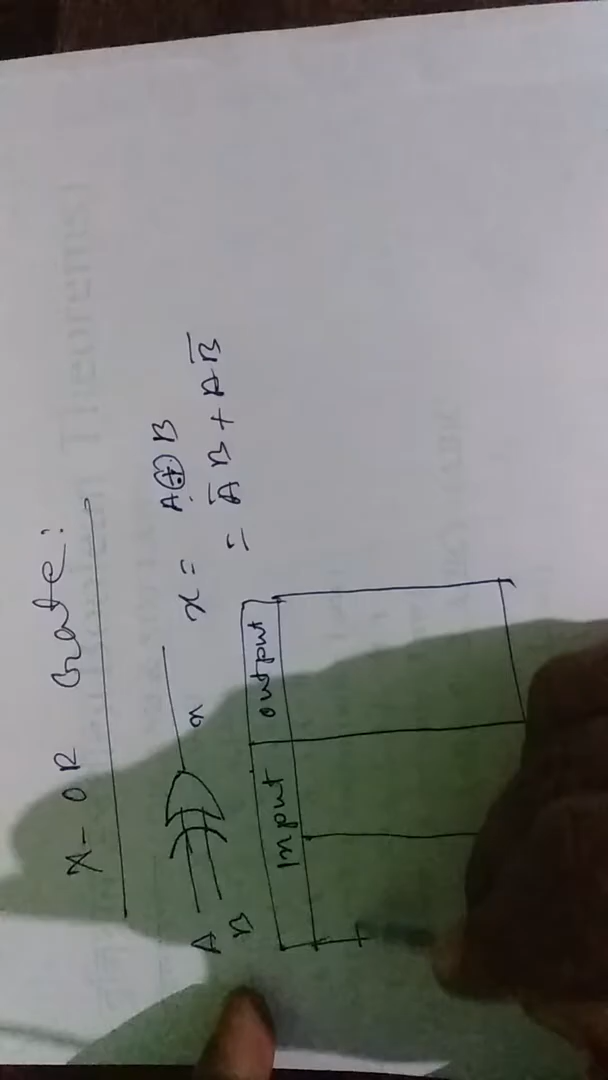 X-OR Gate:
A
B
x
x = A⊕B
= A̅B + AB̅
Input output